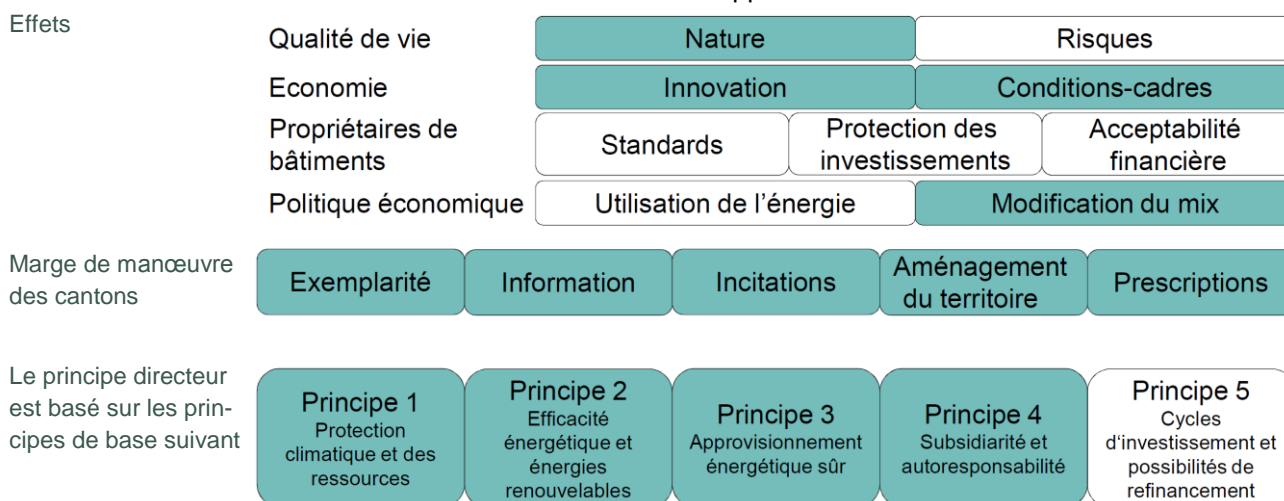 Effets
Qualité de vie
Nature
Risques
Economie
Innovation
Conditions-cadres
Propriétaires de
bâtiments
Standards
Protection des
investissements
Acceptabilité
financière
Politique économique
Utilisation de l'énergie
Modification du mix
Marge de manœuvre
des cantons
Exemplarité
Information
Incitations
Aménagement
du territoire
Prescriptions
Le principe directeur
est basé sur les prin-
cipes de base suivant
Principe 1
Protection
climatique et des
ressources
Principe 2
Efficacité
énergétique et
énergies
renouvelables
Principe 3
Approvisionnement
énergétique sûr
Principe 4
Subsidiarité et
autoresponsabilité
Principe 5
Cycles
d'investissement et
possibilités de
refinancement